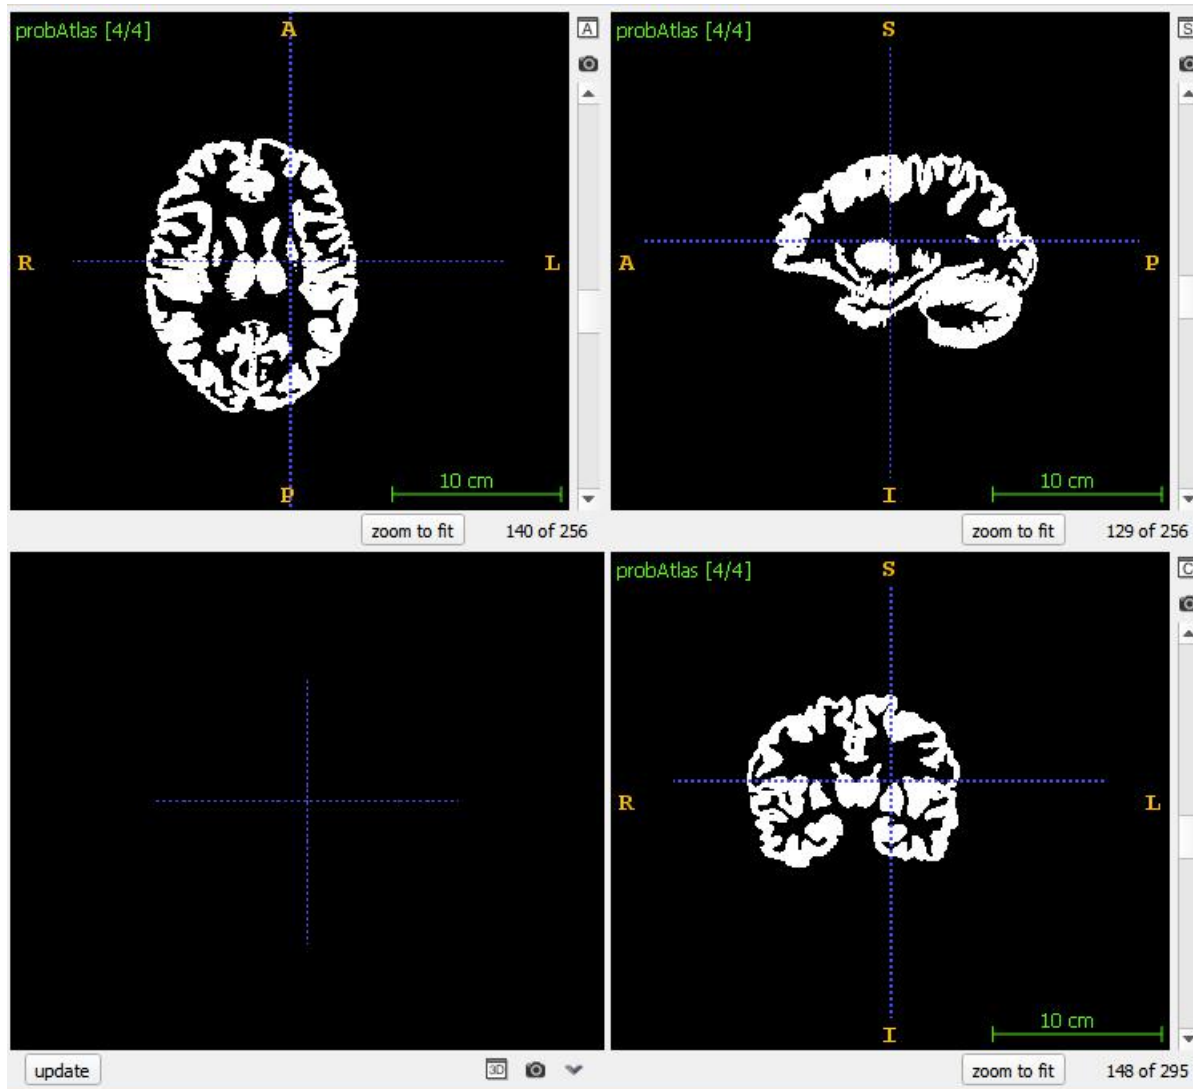 probAtlas [4/4]
A
A
R
L
10 cm
P
zoom to fit
140 of 256
probAtlas [4/4]
S
S
A
P
10 cm
I
zoom to fit
129 of 256
3D
update
probAtlas [4/4]
S
C
R
L
10 cm
I
zoom to fit
148 of 295